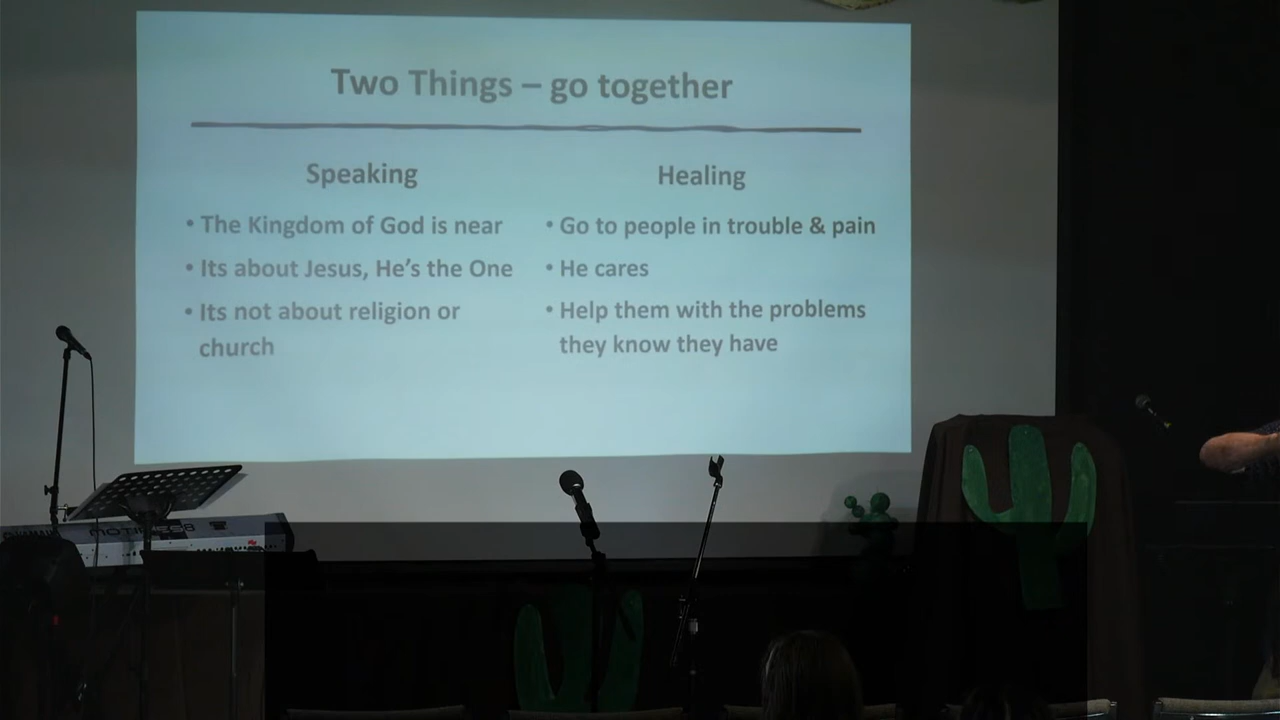 Two Things – go together
Speaking
• The Kingdom of God is near
• Its about Jesus, He's the One
• Its not about religion or
church
Healing
• Go to people in trouble & pain
• He cares
• Help them with the problems
they know they have